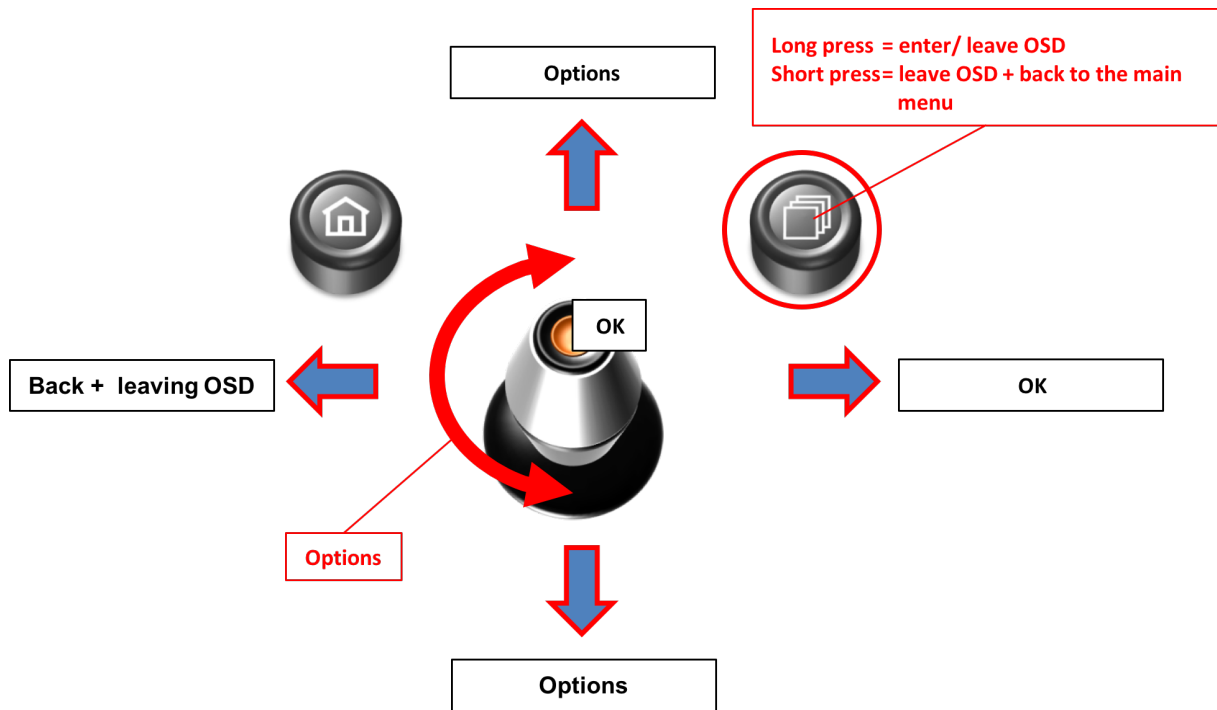 Options
Long press = enter/ leave OSD
Short press= leave OSD + back to the main
menu
OK
Back + leaving OSD
OK
Options
Options